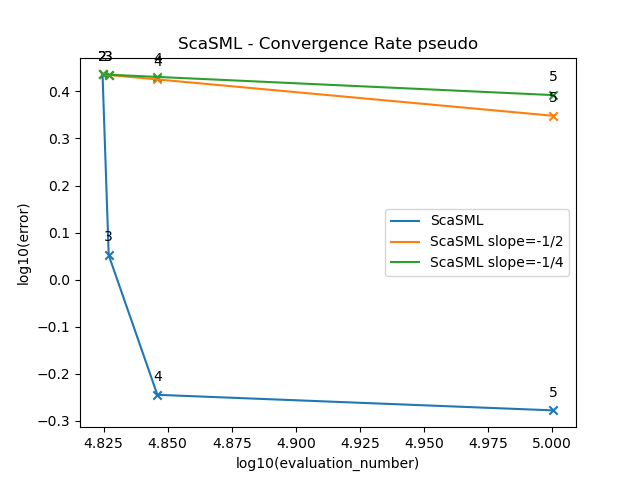 ScaSML - Convergence Rate pseudo
2 3
4
4
5
5
3
4
5
0.4
0.3
0.2
0.1
0.0
−0.1
−0.2
−0.3
log10(error)
ScaSML
ScaSML slope=-1/2
ScaSML slope=-1/4
4.825 4.850 4.875 4.900 4.925 4.950 4.975 5.000
log10(evaluation_number)